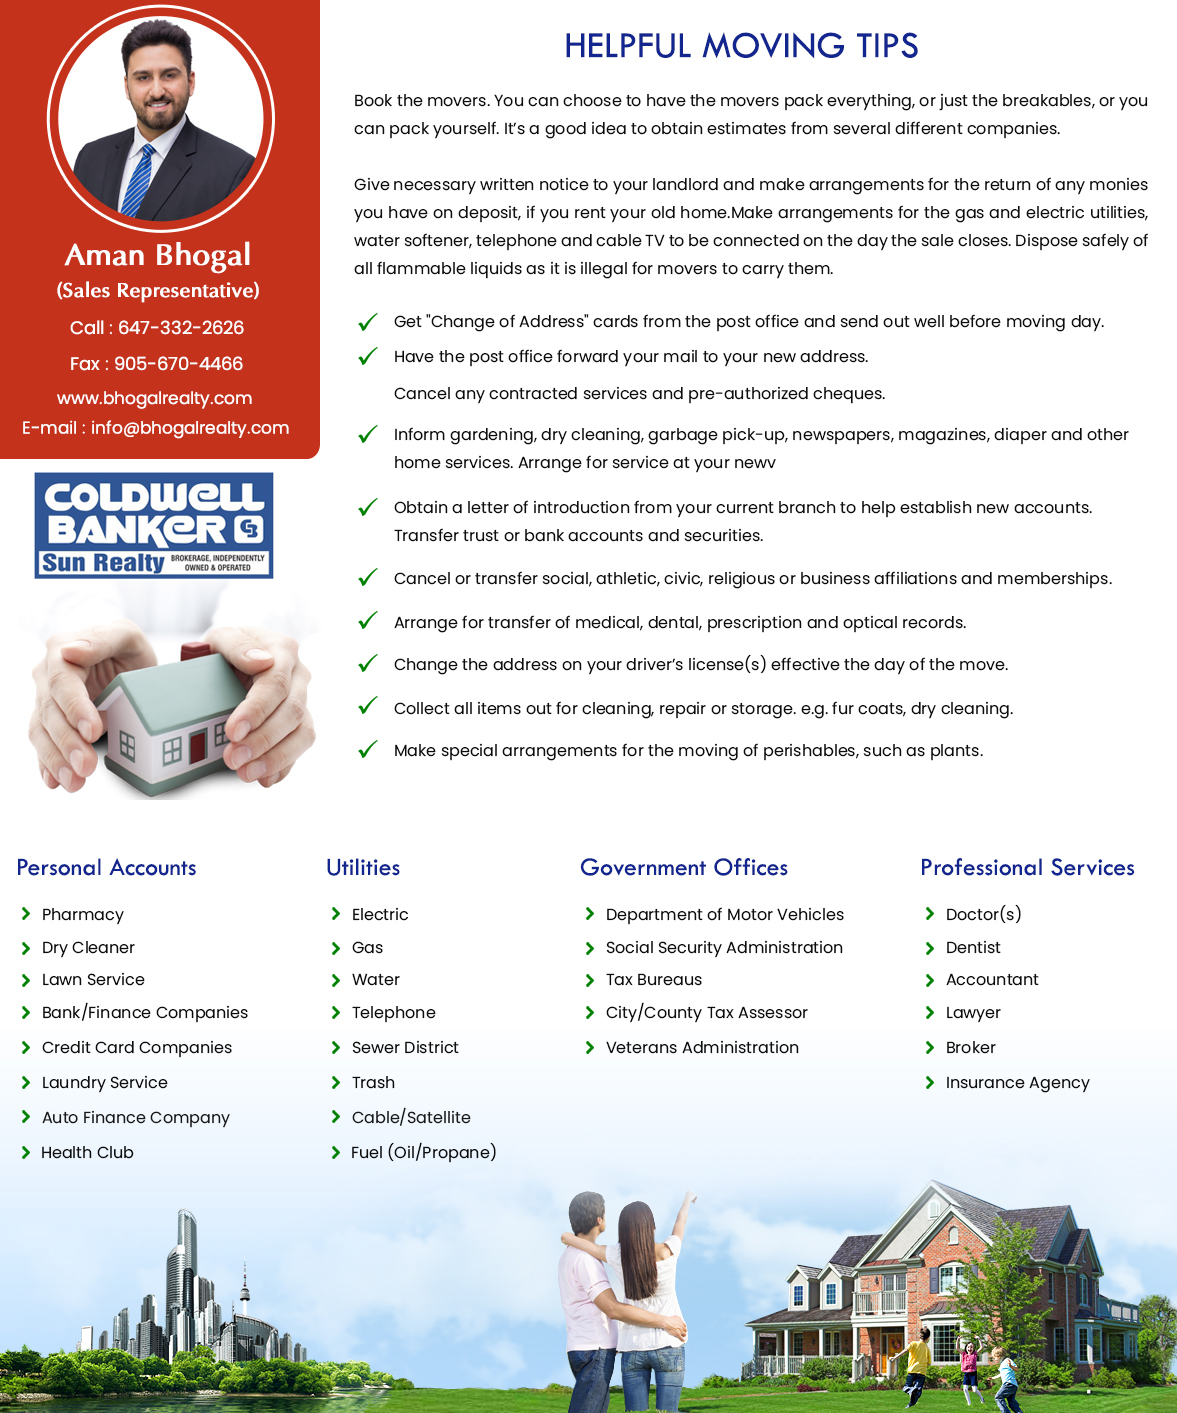 Aman Bhogal
(Sales Representative)
Call : 647-332-2626
Fax : 905-670-4466
www.bhogalrealty.com
E-mail : info@bhogalrealty.com
COLDWELL
BANKER CB
Sun Realty BROKERAGE, INDEPENDENTLY
OWNED & OPERATED
HELPFUL MOVING TIPS
Book the movers. You can choose to have the movers pack everything, or just the breakables, or you
can pack yourself. It’s a good idea to obtain estimates from several different companies.
Give necessary written notice to your landlord and make arrangements for the return of any monies
you have on deposit, if you rent your old home.Make arrangements for the gas and electric utilities,
water softener, telephone and cable TV to be connected on the day the sale closes. Dispose safely of
all flammable liquids as it is illegal for movers to carry them.
Get "Change of Address" cards from the post office and send out well before moving day.
Have the post office forward your mail to your new address.
Cancel any contracted services and pre-authorized cheques.
Inform gardening, dry cleaning, garbage pick-up, newspapers, magazines, diaper and other
home services. Arrange for service at your newv
Obtain a letter of introduction from your current branch to help establish new accounts.
Transfer trust or bank accounts and securities.
Cancel or transfer social, athletic, civic, religious or business affiliations and memberships.
Arrange for transfer of medical, dental, prescription and optical records.
Change the address on your driver’s license(s) effective the day of the move.
Collect all items out for cleaning, repair or storage. e.g. fur coats, dry cleaning.
Make special arrangements for the moving of perishables, such as plants.
Personal Accounts
Pharmacy
Dry Cleaner
Lawn Service
Bank/Finance Companies
Credit Card Companies
Laundry Service
Auto Finance Company
Health Club
Utilities
Electric
Gas
Water
Telephone
Sewer District
Trash
Cable/Satellite
Fuel (Oil/Propane)
Government Offices
Department of Motor Vehicles
Social Security Administration
Tax Bureaus
City/County Tax Assessor
Veterans Administration
Professional Services
Doctor(s)
Dentist
Accountant
Lawyer
Broker
Insurance Agency